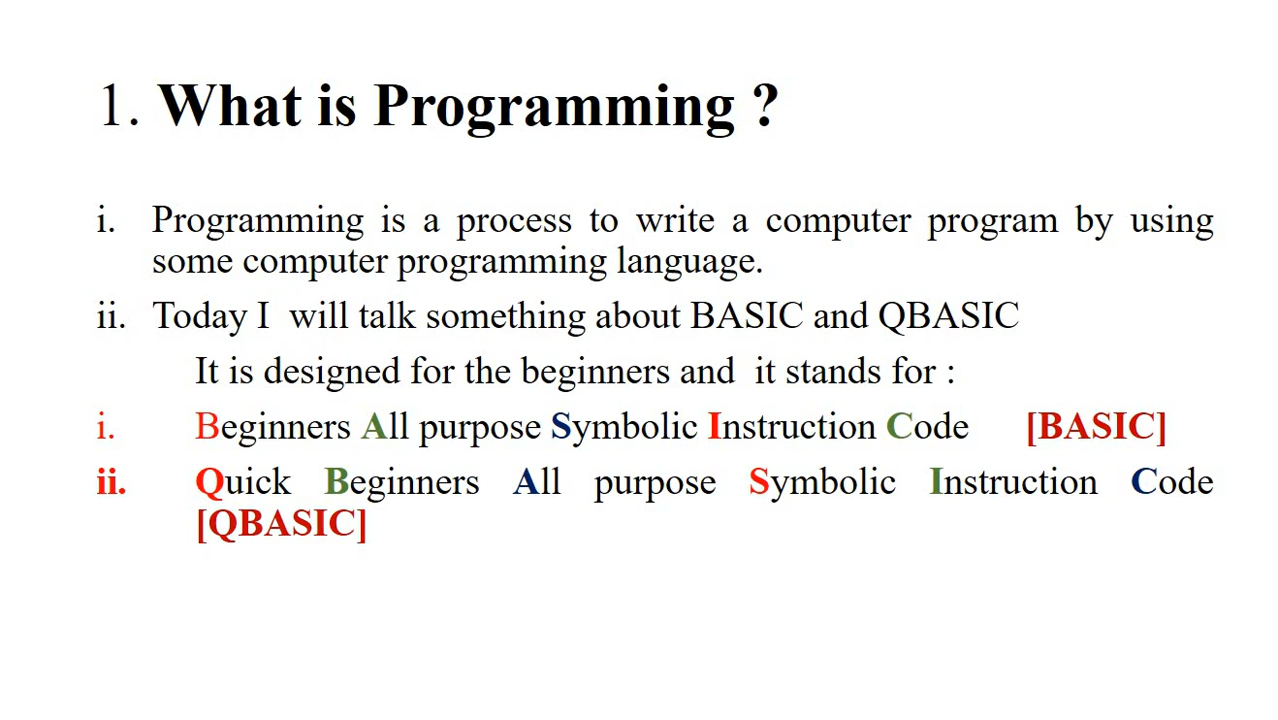 1. What is Programming ?
i. Programming is a process to write a computer program by using
some computer programming language.
ii. Today I will talk something about BASIC and QBASIC
It is designed for the beginners and it stands for :
i. Beginners All purpose Symbolic Instruction Code [BASIC]
ii. Quick Beginners All purpose Symbolic Instruction Code
[QBASIC]